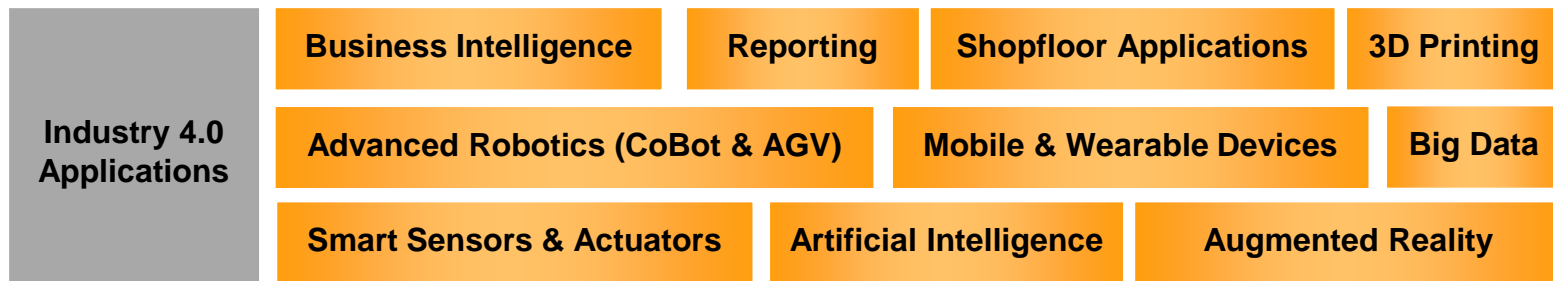 Industry 4.0
Applications
Business Intelligence
Reporting
Shopfloor Applications
3D Printing
Advanced Robotics (CoBot & AGV)
Mobile & Wearable Devices
Big Data
Smart Sensors & Actuators
Artificial Intelligence
Augmented Reality